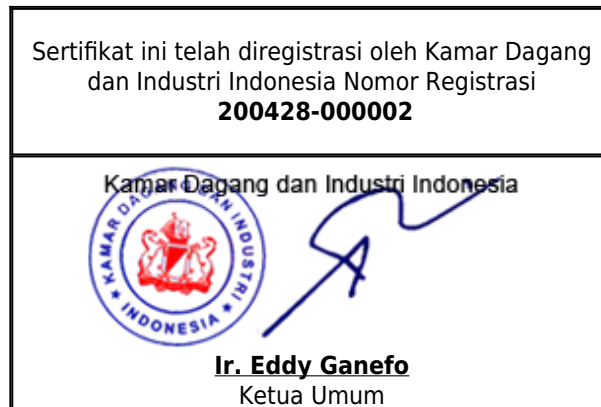 Sertifikat ini telah diregistrasi oleh Kamar Dagang
dan Industri Indonesia Nomor Registrasi
200428-000002
Kamar Dagang dan Industri Indonesia
KAMAR DAGANG DAN INDUSTRI
INDONESIA
Ir. Eddy Ganefo
Ketua Umum